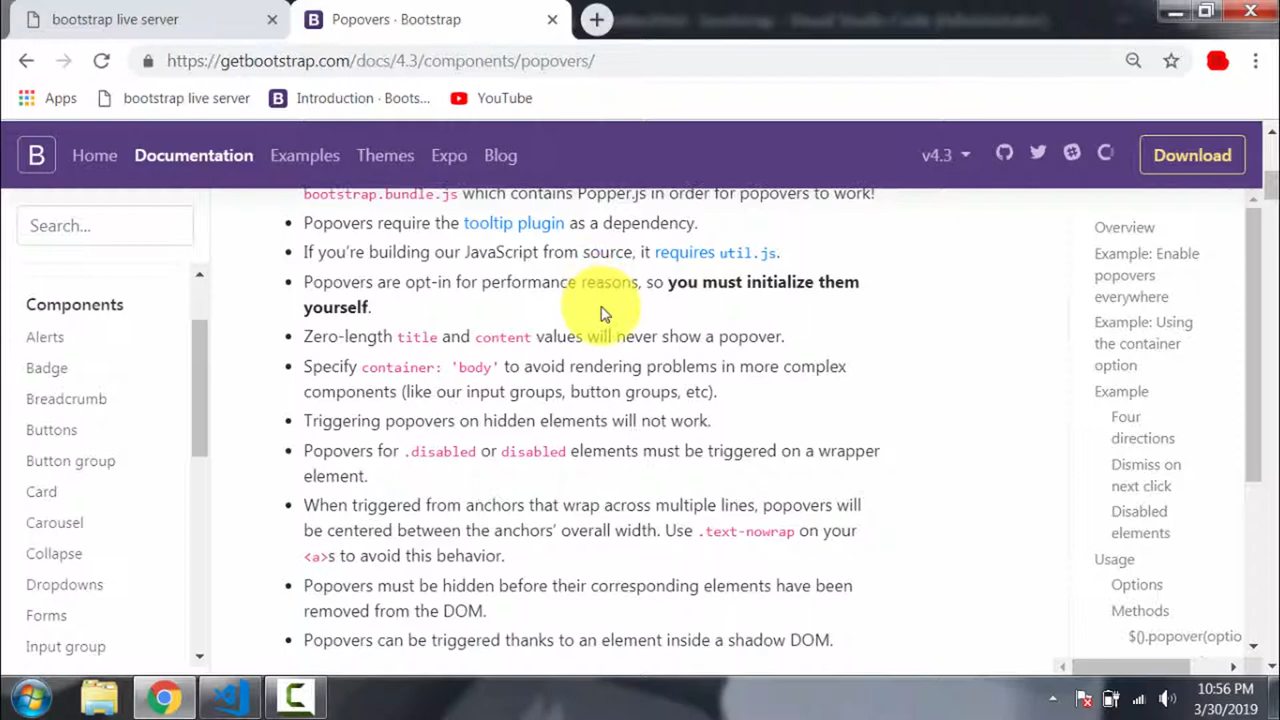 bootstrap live server
Popovers · Bootstrap
https://getbootstrap.com/docs/4.3/components/popovers/
Apps
bootstrap live server
Introduction · Boots...
YouTube
B
Home
Documentation
Examples
Themes
Expo
Blog
v4.3
Download
Search...
Components
Alerts
Badge
Breadcrumb
Buttons
Button group
Card
Carousel
Collapse
Dropdowns
Forms
Input group
bootstrap.bundle.js which contains Popper.js in order for popovers to work!
Popovers require the tooltip plugin as a dependency.
If you're building our JavaScript from source, it requires util.js.
Popovers are opt-in for performance reasons, so you must initialize them
yourself.
Zero-length title and content values will never show a popover.
Specify container: 'body' to avoid rendering problems in more complex
components (like our input groups, button groups, etc).
Triggering popovers on hidden elements will not work.
Popovers for .disabled or disabled elements must be triggered on a wrapper
element.
When triggered from anchors that wrap across multiple lines, popovers will
be centered between the anchors' overall width. Use .text-nowrap on your
<a>s to avoid this behavior.
Popovers must be hidden before their corresponding elements have been
removed from the DOM.
Popovers can be triggered thanks to an element inside a shadow DOM.
Overview
Example: Enable
popovers
everywhere
Example: Using
the container
option
Example
Four
directions
Dismiss on
next click
Disabled
elements
Usage
Options
Methods
$().popover(optio
10:56 PM
3/30/2019